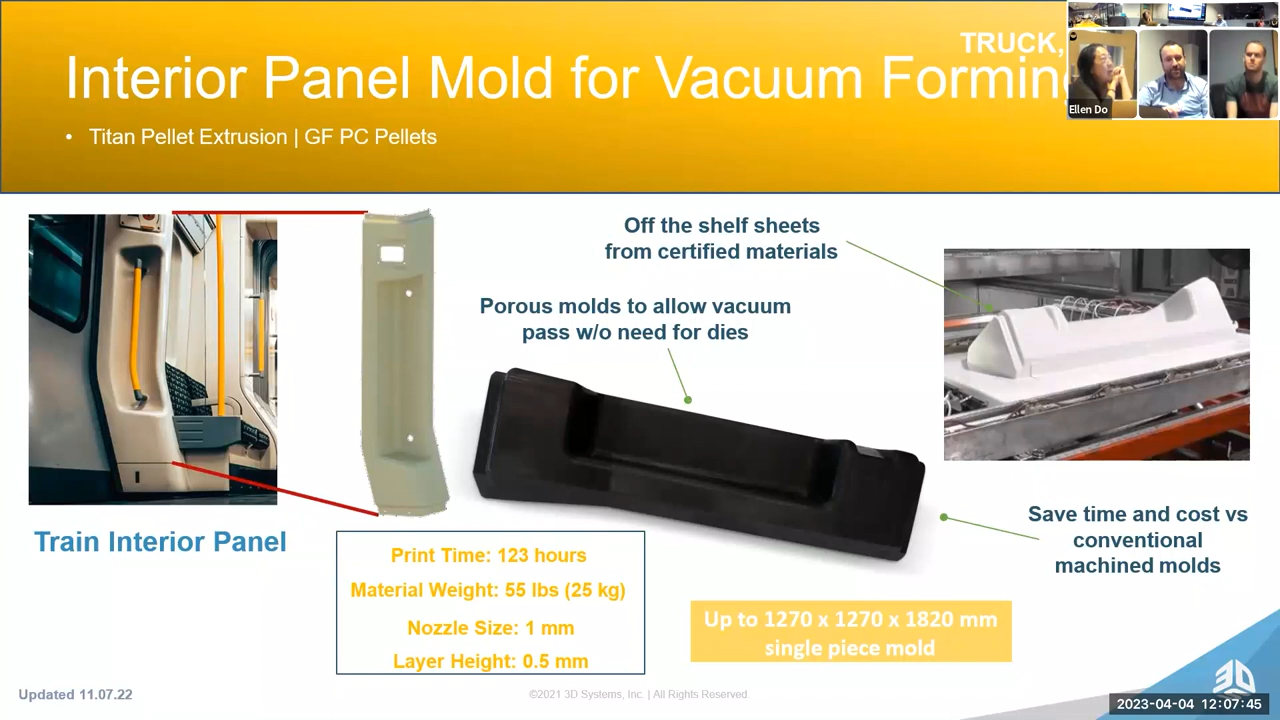 TRUCK,
Interior Panel Mold for Vacuum Forming
Ellen Do
• Titan Pellet Extrusion | GF PC Pellets
Off the shelf sheets
from certified materials
Porous molds to allow vacuum
pass w/o need for dies
Train Interior Panel
Print Time: 123 hours
Material Weight: 55 lbs (25 kg)
Nozzle Size: 1 mm
Layer Height: 0.5 mm
Save time and cost vs
conventional
machined molds
Up to 1270 x 1270 x 1820 mm
single piece mold
Updated 11.07.22
©2021 3D Systems, Inc. | All Rights Reserved
3D
2023-04-04 12:07:45